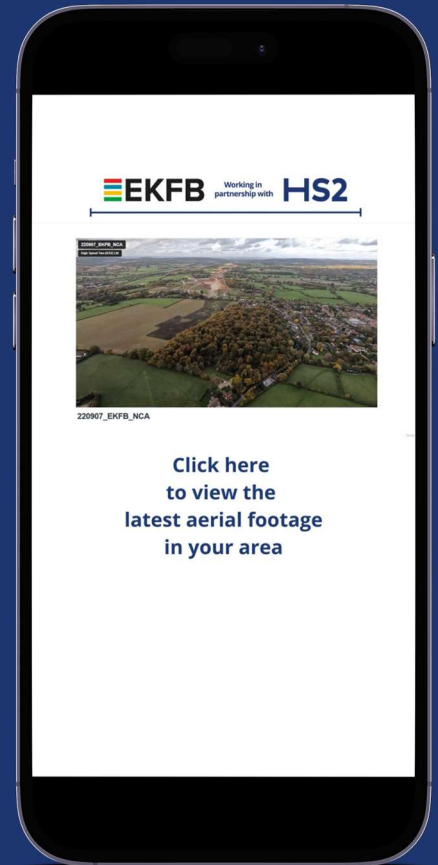 EKFB
Working in
partnership with
HS2
220907_EKFB_NCA
220907_EKFB_NCA
Click here
to view the
latest aerial footage
in your area